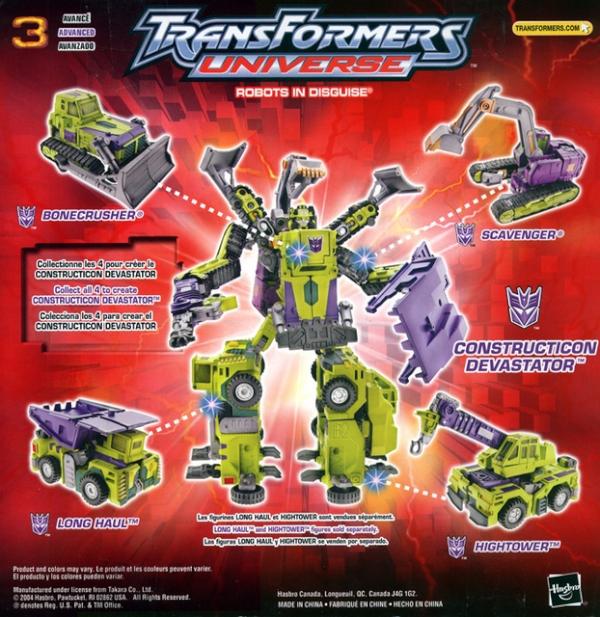 3
AVANCÉ
ADVANCED
AVANZADO
TRANSFORMERS™
UNIVERSE
ROBOTS IN DISGUISE®
TRANSFORMERS.COM
BONECRUSHER®
SCAVENGER®
Collectionne les 4 pour créer le
CONSTRUCTICON DEVASTATOR
Collect all 4 to create
CONSTRUCTICON DEVASTATOR™
Colecciona los 4 para crear el
CONSTRUCTICON DEVASTATOR
CONSTRUCTICON
DEVASTATOR™
LONG HAUL™
HIGHTOWER™
Les figurines LONG HAUL et HIGHTOWER sont vendues séparément.
LONG HAUL™ and HIGHTOWER™ figures sold separately.
Las figuras LONG HAUL y HIGHTOWER se venden por separado.
Product and colors may vary. Le produit et les couleurs peuvent varier.
El producto y los colores pueden variar.
Manufactured under license from Takara Co., Ltd.
© 2004 Hasbro, Pawtucket, RI 02862 USA. All Rights Reserved.
® denotes Reg. U.S. Pat. & TM Office.
Hasbro Canada, Longueuil, QC, Canada J4G 1G2.
MADE IN CHINA • FABRIQUÉ EN CHINE • HECHO EN CHINA
Hasbro